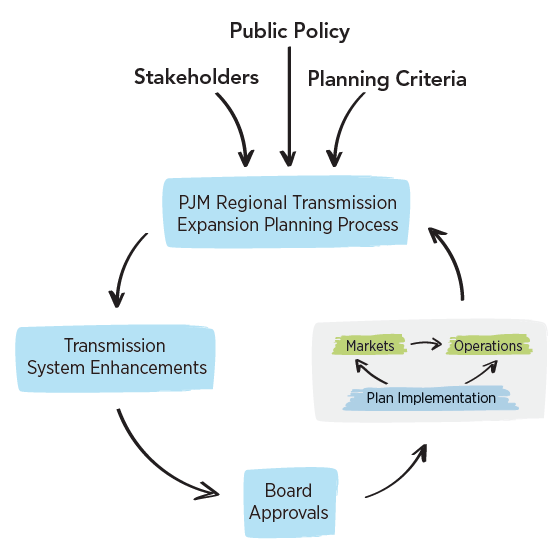 Public Policy
Stakeholders
Planning Criteria
PJM Regional Transmission
Expansion Planning Process
Transmission
System Enhancements
Markets
Operations
Plan Implementation
Board
Approvals